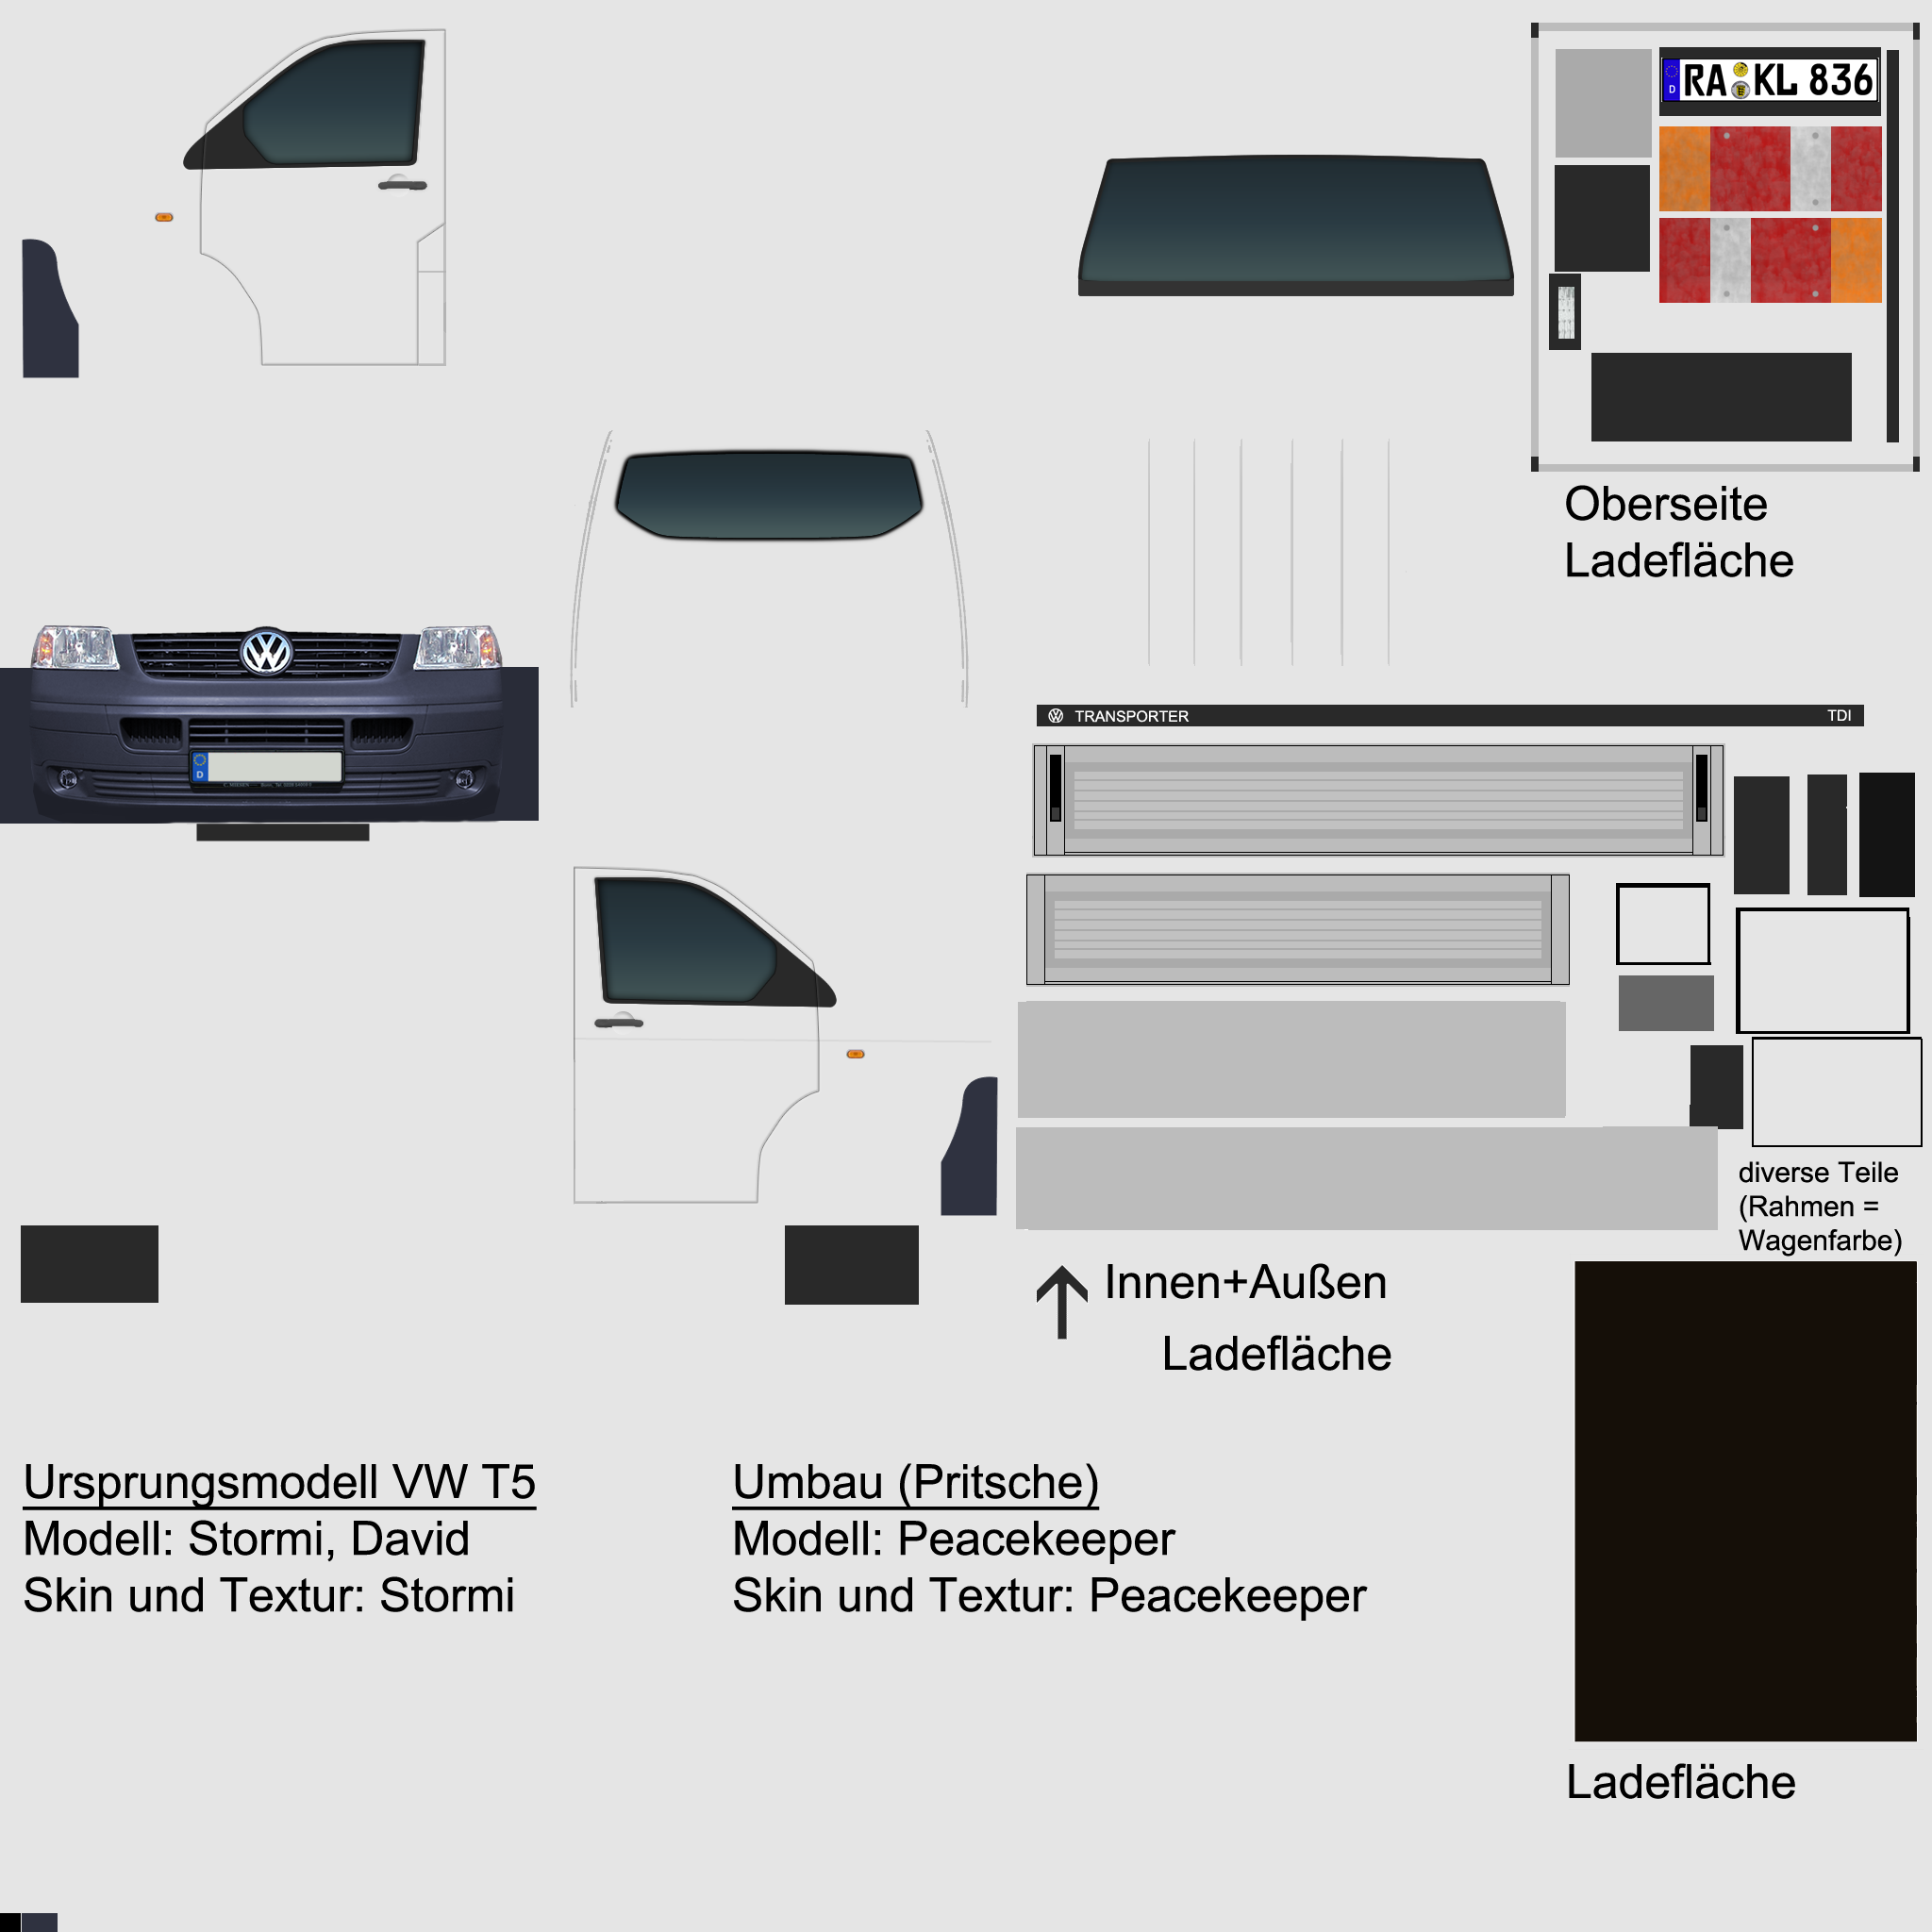 RA KL 836
D
Oberseite
Ladefläche
TRANSPORTER TDI
D
diverse Teile
(Rahmen =
Wagenfarbe)
Innen+Außen
Ladefläche
Ursprungsmodell VW T5
Modell: Stormi, David
Skin und Textur: Stormi
Umbau (Pritsche)
Modell: Peacekeeper
Skin und Textur: Peacekeeper
Ladefläche